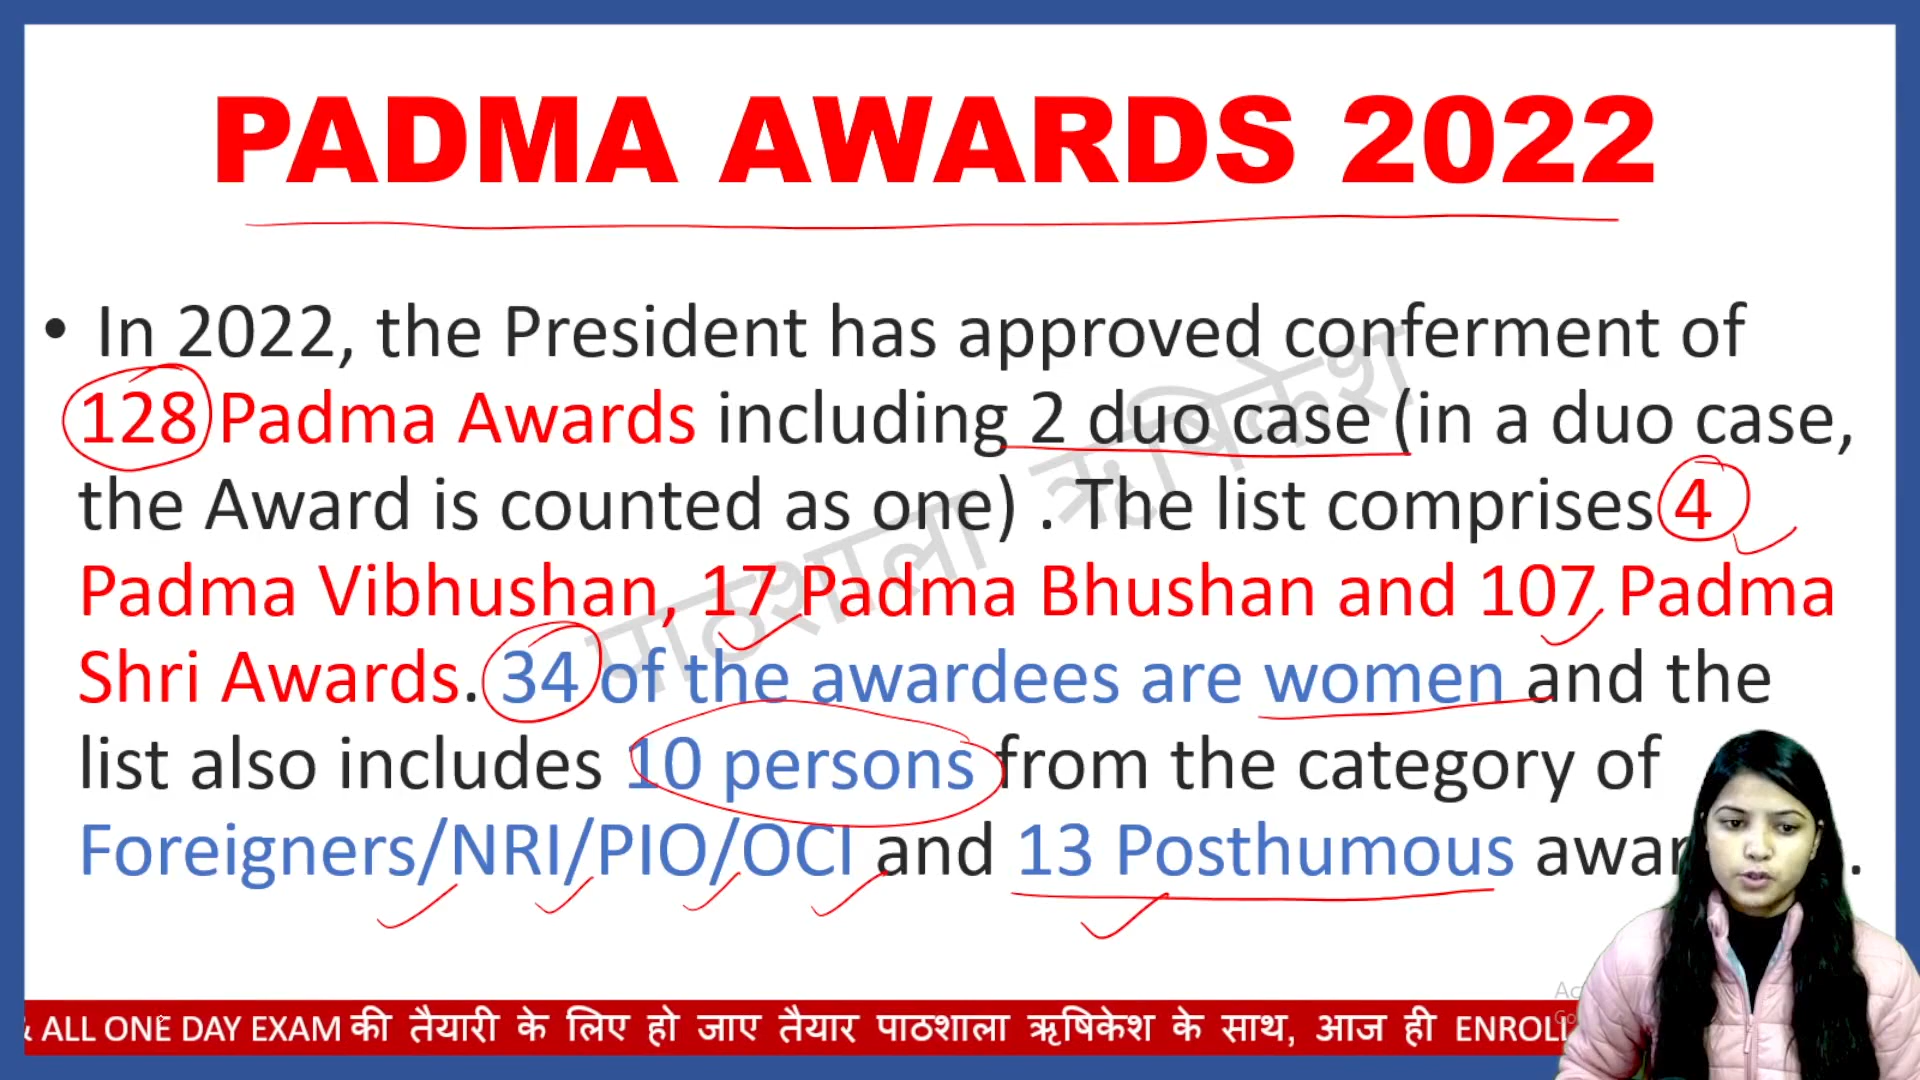 PADMA AWARDS 2022
• In 2022, the President has approved conferment of
128 Padma Awards including 2 duo case (in a duo case,
the Award is counted as one) .The list comprises 4
Padma Vibhushan, 17 Padma Bhushan and 107 Padma
Shri Awards. 34 of the awardees are women and the
list also includes 10 persons from the category of
Foreigners/NRI/PIO/OCI and 13 Posthumous .
पाठशाला ऋषिकेश
& ALL ONE DAY EXAM की तैयारी के लिए हो जाए तैयार पाठशाला ऋषिकेश के साथ, आज ही ENROLL